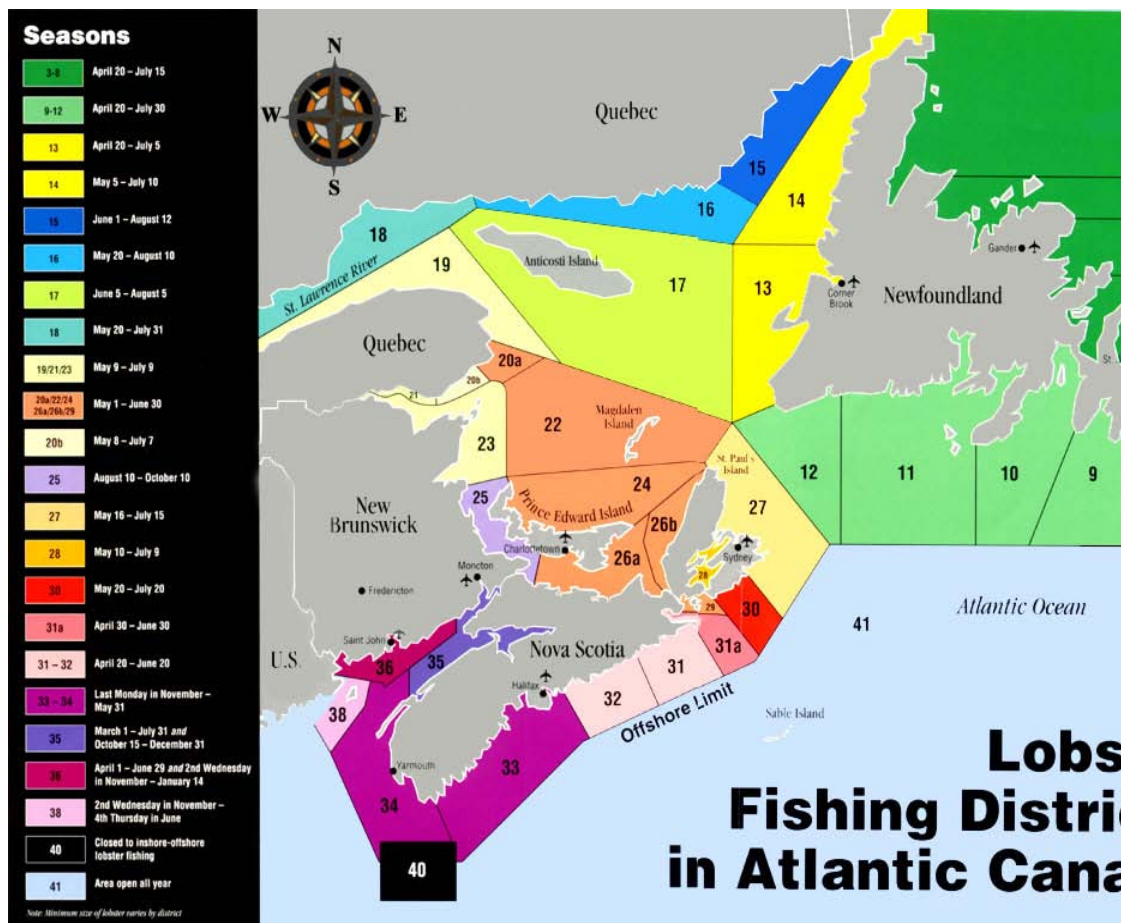 Seasons
3-8
April 20 – July 15
9-12
April 20 – July 30
13
April 20 – July 5
14
May 5 – July 10
15
June 1 – August 12
16
May 20 – August 10
17
June 5 – August 5
18
May 20 – July 31
19/21/23
May 9 – July 9
20a/22/24
26a/26b/29
May 1 – June 30
20b
May 8 – July 7
25
August 10 – October 10
27
May 16 – July 15
28
May 10 – July 9
30
May 20 – July 20
31a
April 30 – June 30
31 – 32
April 20 – June 20
33 – 34
Last Monday in November –
May 31
35
March 1 – July 31 and
October 15 – December 31
36
April 1 – June 29 and 2nd Wednesday
in November – January 14
38
2nd Wednesday in November –
4th Thursday in June
40
Closed to inshore-offshore
lobster fishing
41
Area open all year
Note: Minimum size of lobster varies by district
N
W
E
S
Quebec
15
14
16
18
Anticosti Island
17
St. Lawrence River
19
13
Corner
Brook
Gander
Newfoundland
St.
Quebec
20a
20b
21
22
Magdalen
Island
23
St. Paul's
Island
12
11
10
9
24
25
Prince Edward Island
26b
27
New
Brunswick
Charlottetown
26a
Sydney
28
Moncton
Fredericton
29
30
Atlantic Ocean
41
Saint John
Nova Scotia
31a
U.S.
36
35
31
Halifax
32
Offshore Limit
Sable Island
38
33
Yarmouth
34
40
Lobs
Fishing Distri
in Atlantic Cana